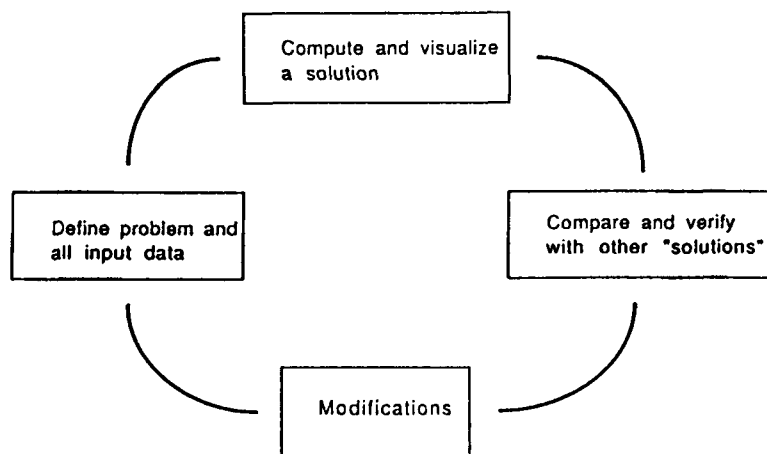 Compute and visualize
a solution
Define problem and
all input data
Compare and verify
with other "solutions"
Modifications